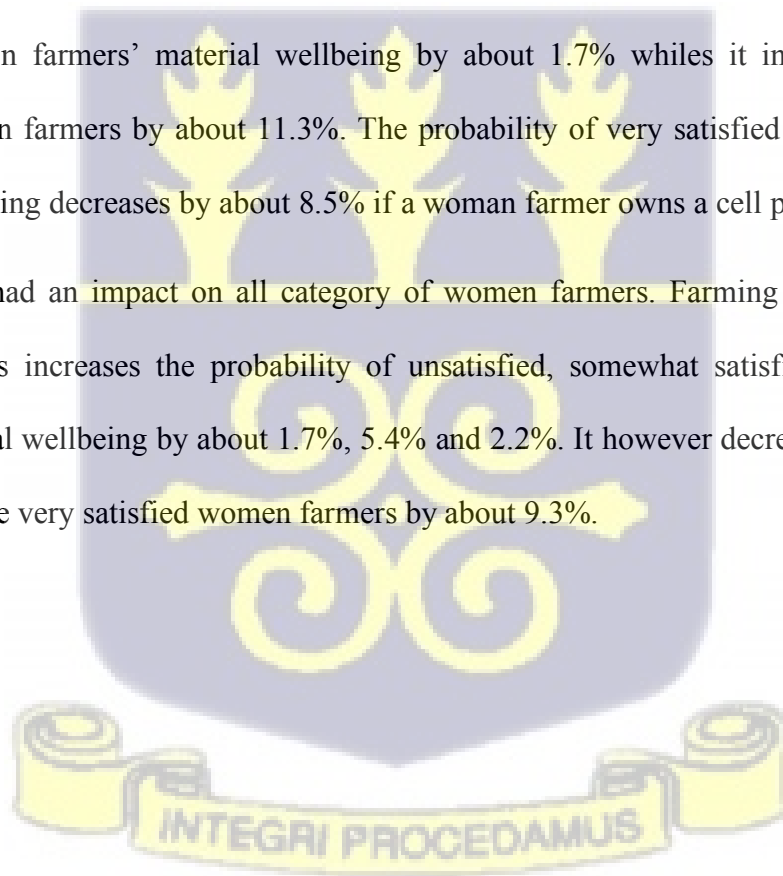 n farmers’ material wellbeing by about 1.7% whiles it in
n farmers by about 11.3%. The probability of very satisfied
ing decreases by about 8.5% if a woman farmer owns a cell p
had an impact on all category of women farmers. Farming
s increases the probability of unsatisfied, somewhat satisf
al wellbeing by about 1.7%, 5.4% and 2.2%. It however decre
e very satisfied women farmers by about 9.3%.
INTEGRI PROCEDAMUS